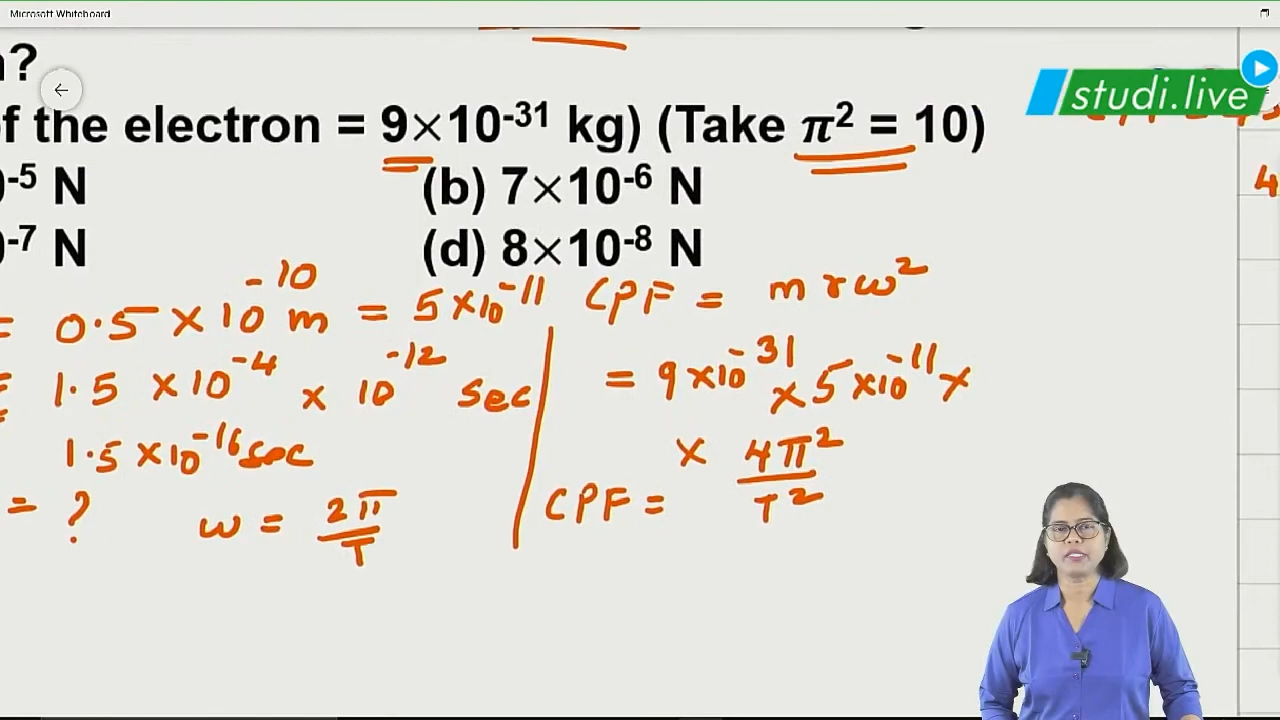 Microsoft Whiteboard
?
studi.live
f the electron = 9×10⁻³¹ kg) (Take π² = 10)
⁻⁵ N
(b) 7×10⁻⁶ N
⁻⁷ N
(d) 8×10⁻⁸ N
= 0.5 × 10⁻¹⁰ m = 5×10⁻¹¹
1.5 × 10⁻⁴ × 10⁻¹² sec
1.5 × 10⁻¹⁶ sec
= ? ω = 2π/T
CPF = m r ω²
= 9×10⁻³¹ × 5×10⁻¹¹ ×
× 4π²/T²
CPF =
4